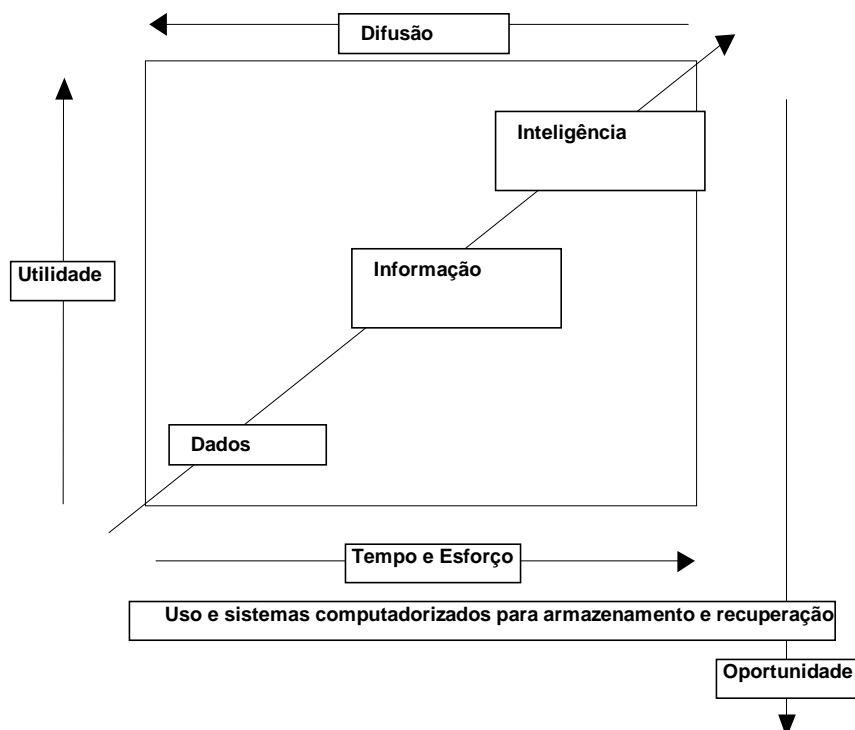 Difusão
Inteligência
Utilidade
Informação
Dados
Tempo e Esforço
Uso e sistemas computadorizados para armazenamento e recuperação
Oportunidade